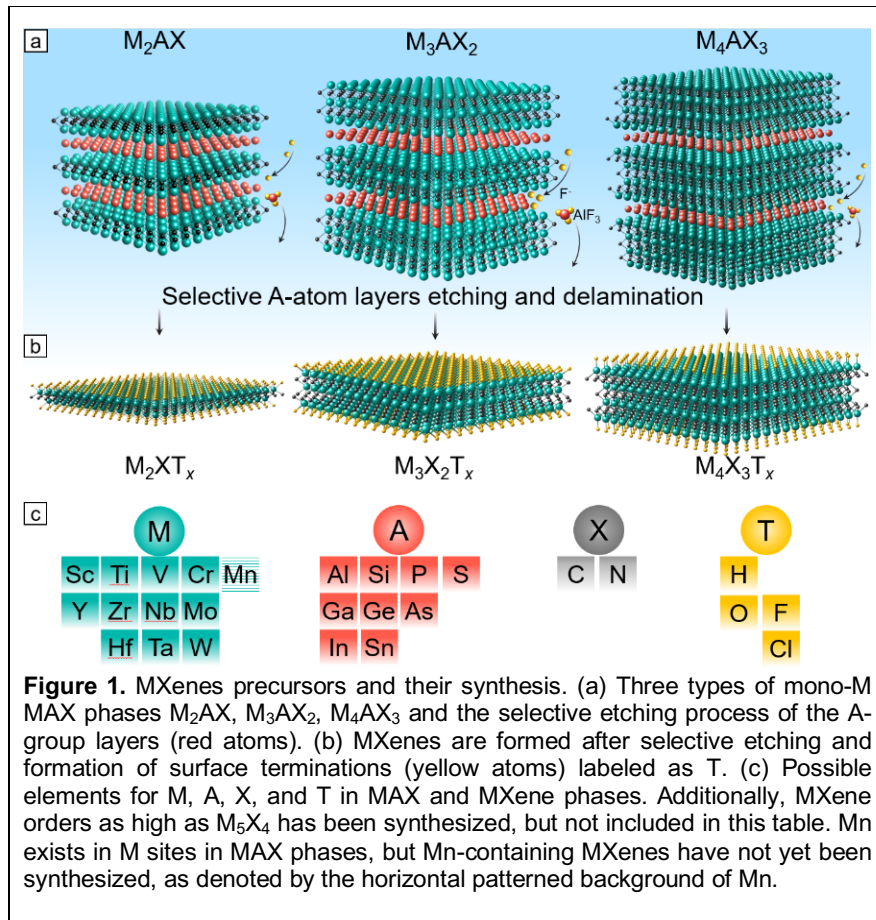 a
M₂AX
M₃AX₂
M₄AX₃
F⁻
AlF₃
Selective A-atom layers etching and delamination
b
M₂XTₓ
M₃X₂Tₓ
M₄X₃Tₓ
c
M
A
X
T
Sc Ti V Cr Mn
Al Si P S
C N
H
Y Zr Nb Mo
Ga Ge As
O F
Hf Ta W
In Sn
Cl
Figure 1. MXenes precursors and their synthesis. (a) Three types of mono-M
MAX phases M₂AX, M₃AX₂, M₄AX₃ and the selective etching process of the A-
group layers (red atoms). (b) MXenes are formed after selective etching and
formation of surface terminations (yellow atoms) labeled as T. (c) Possible
elements for M, A, X, and T in MAX and MXene phases. Additionally, MXene
orders as high as M₅X₄ has been synthesized, but not included in this table. Mn
exists in M sites in MAX phases, but Mn-containing MXenes have not yet been
synthesized, as denoted by the horizontal patterned background of Mn.